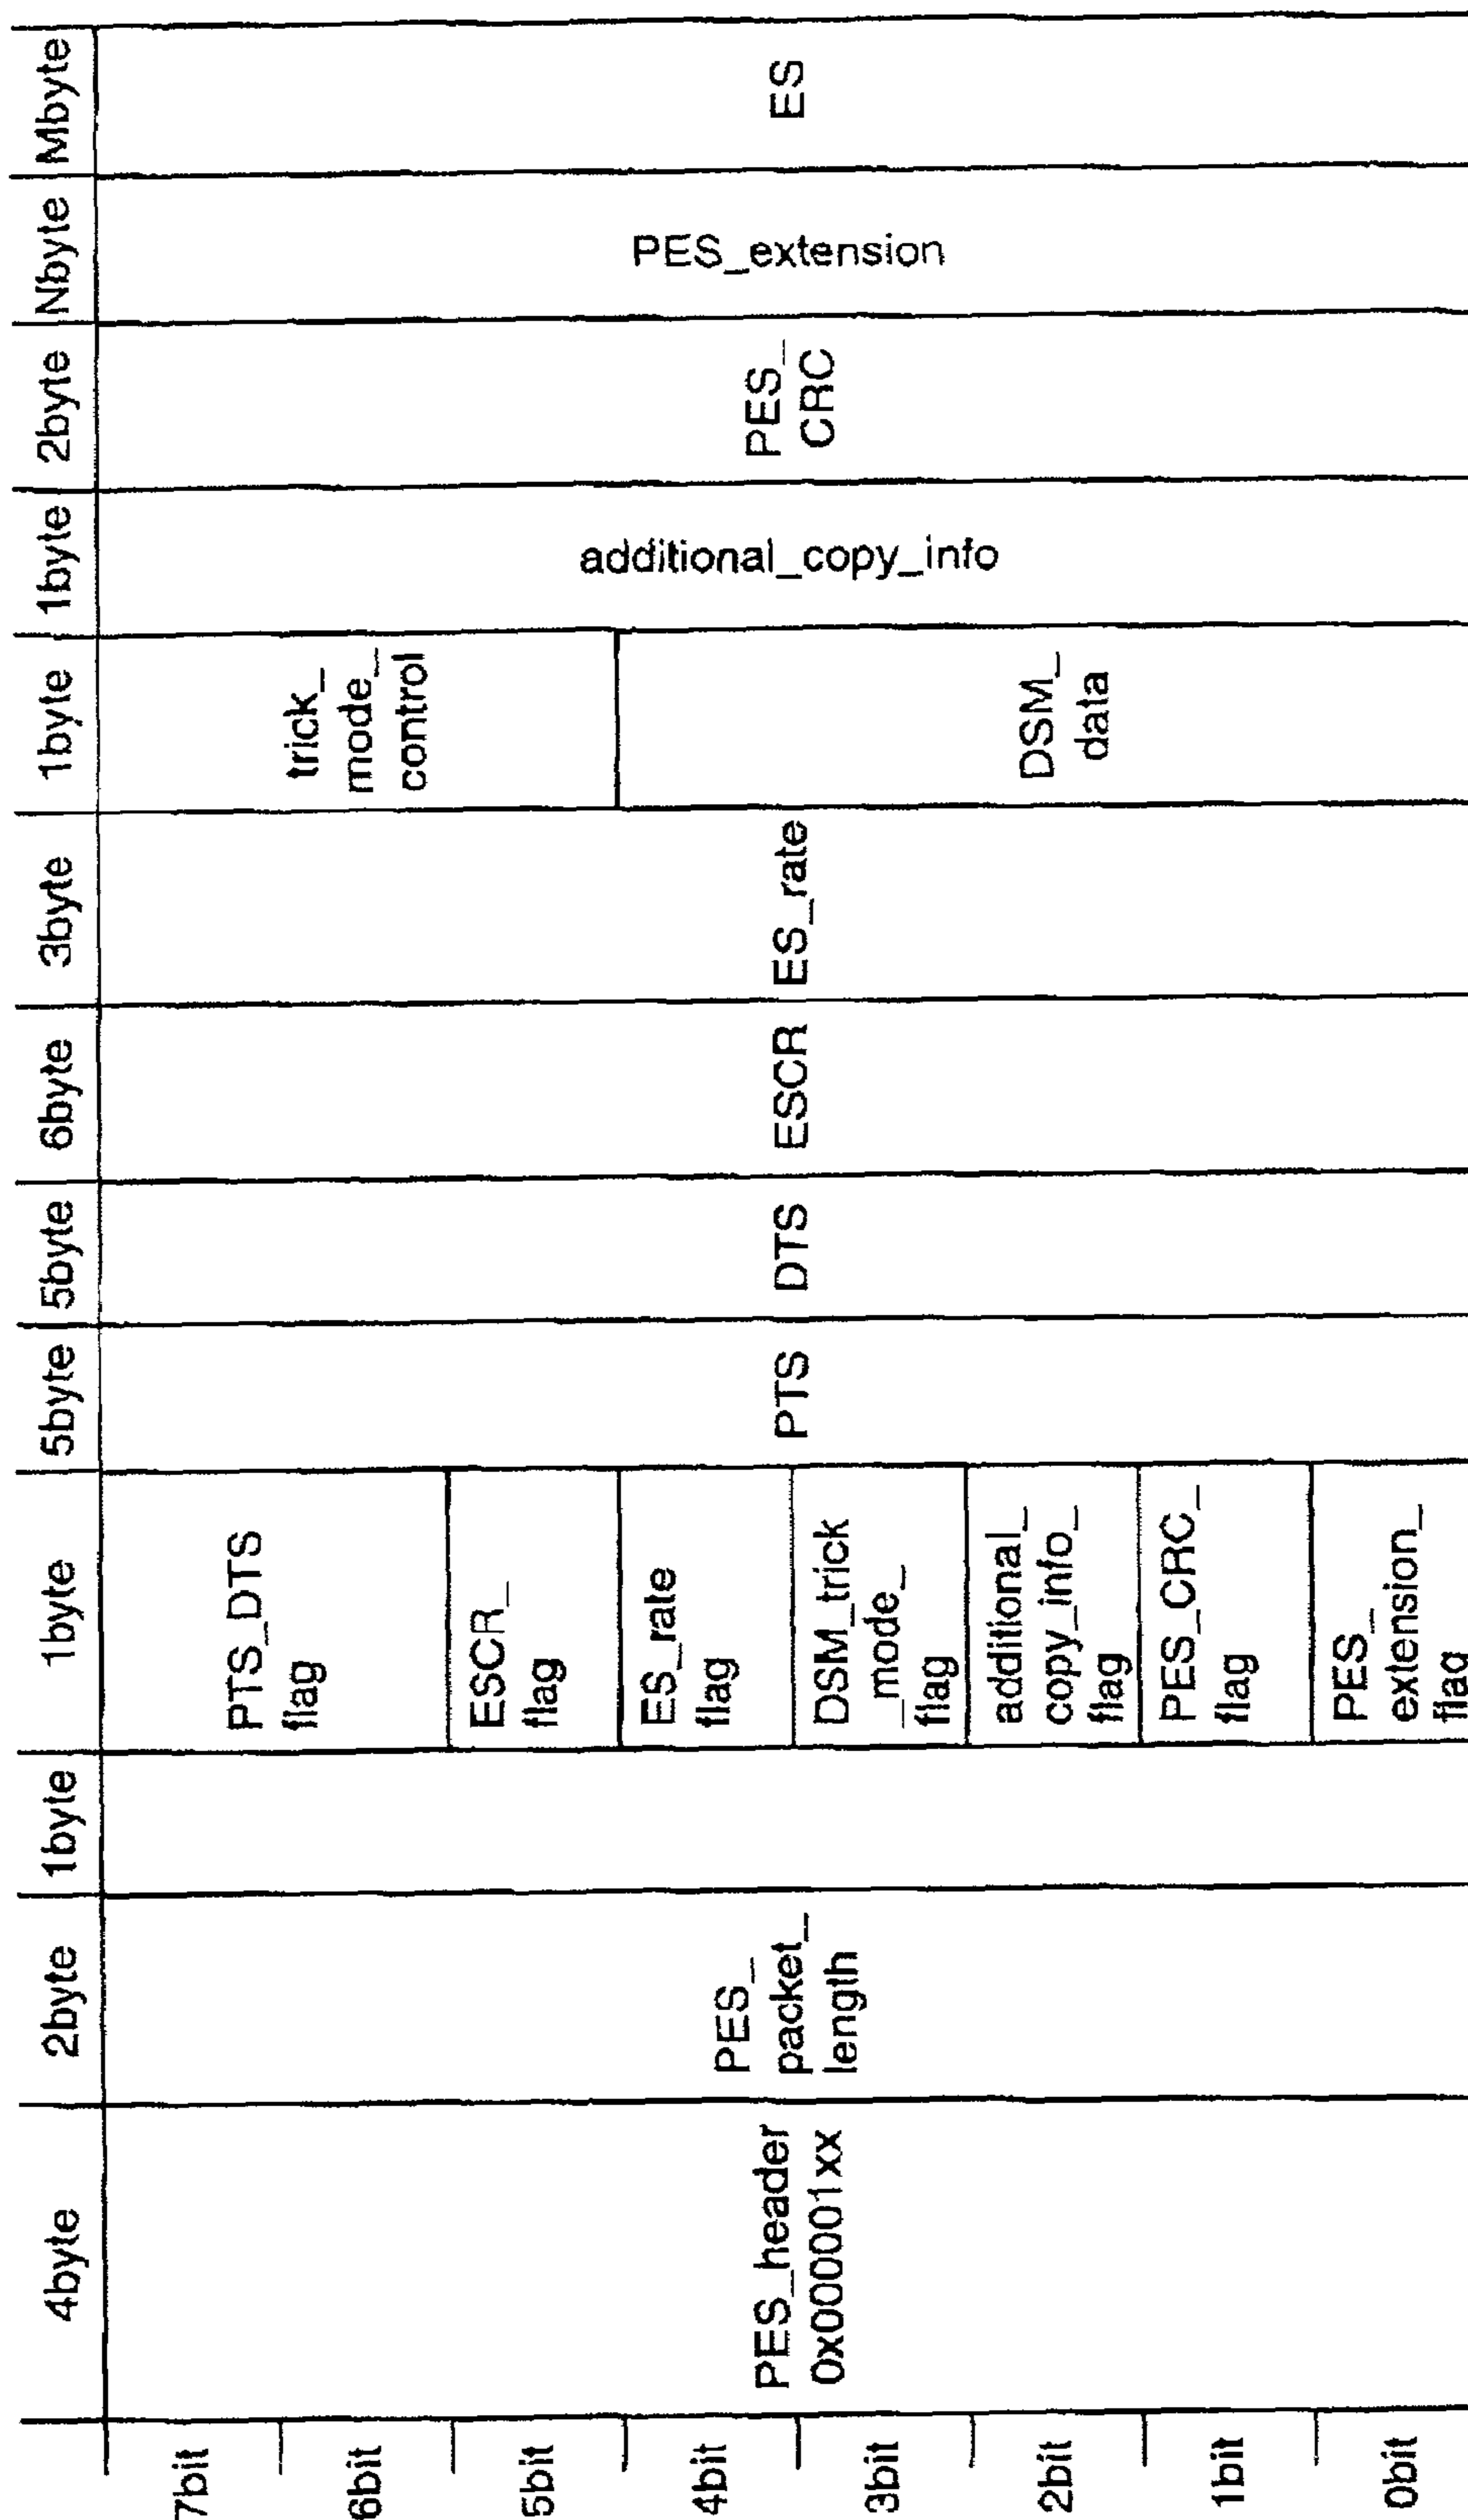 4byte
2byte
1byte
1byte
5byte
5byte
6byte
3byte
1byte
1byte
2byte
Nbyte
Mbyte
7bit
6bit
5bit
4bit
3bit
2bit
1bit
0bit
PES_header
0x000001xx
PES_
packet_
length
PTS_DTS
flag
ESCR_
flag
ES_rate
flag
DSM_trick
_mode_
flag
additional_
copy_info_
flag
PES_CRC_
flag
PES_
extension_
flag
PTS
DTS
ESCR
ES_rate
trick_
mode_
control
DSM_
data
additional_copy_info
PES_
CRC
PES_extension
ES